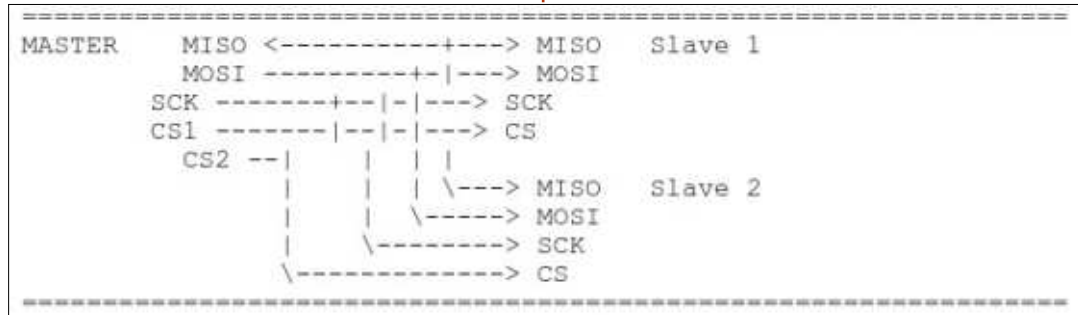 =================================================================
MASTER    MISO <----------+---> MISO   Slave 1
          MOSI ---------+-|---> MOSI
        SCK -------+--|-|---> SCK
        CS1 -------|--|-|---> CS
          CS2 --|    |  | |
                |    |  | \---> MISO   Slave 2
                |    |  \-----> MOSI
                |    \--------> SCK
                \-------------> CS
=================================================================